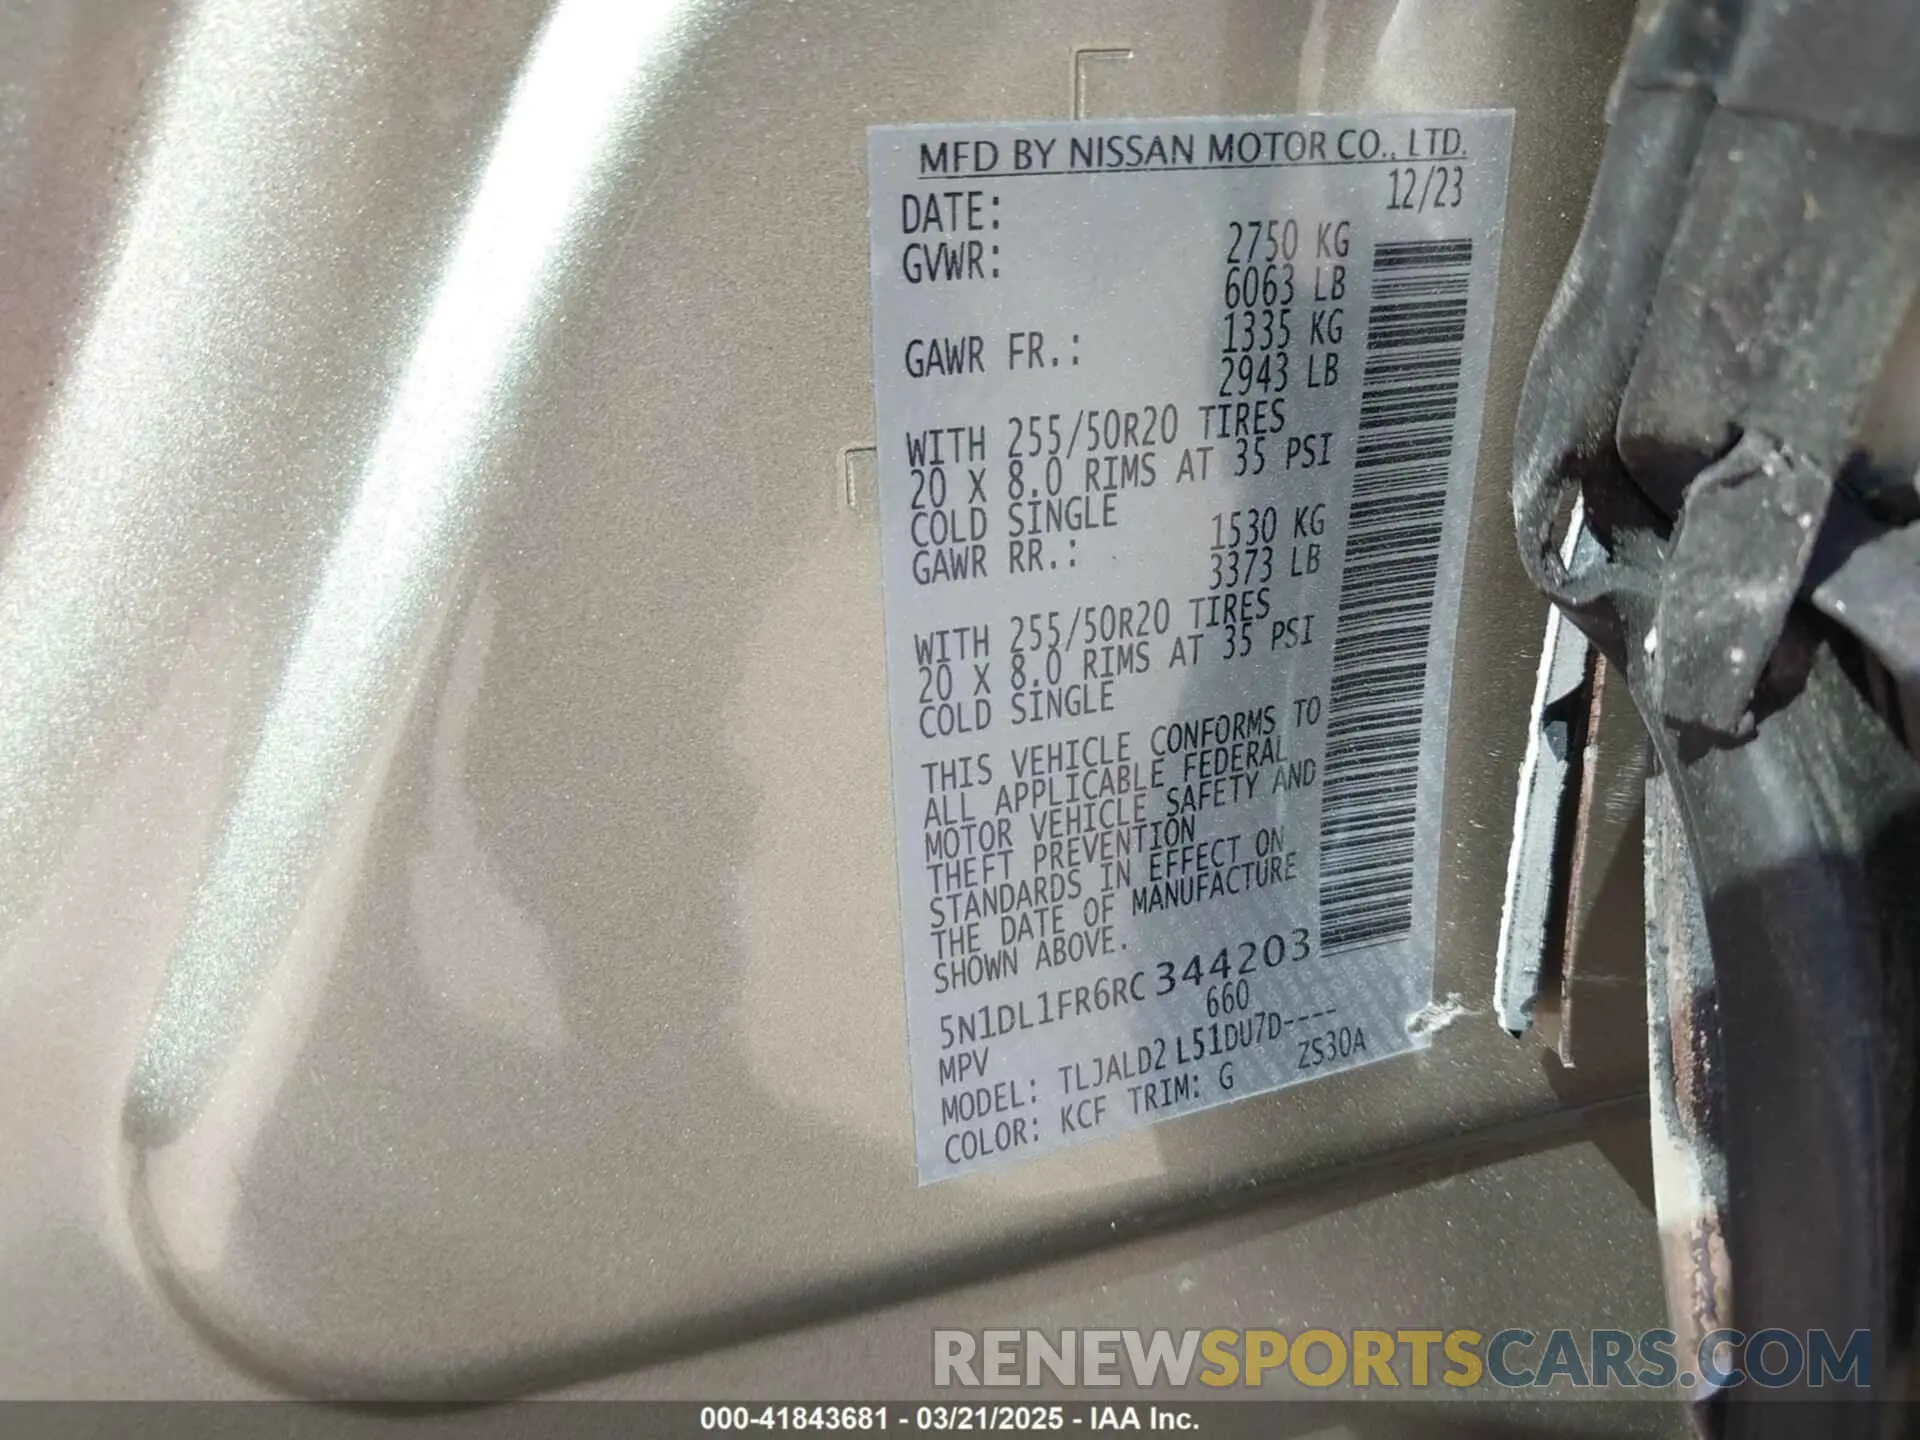 MFD BY NISSAN MOTOR CO., LTD.
DATE: 12/23
GVWR: 2750 KG
6063 LB
GAWR FR.: 1335 KG
2943 LB
WITH 255/50R20 TIRES
20 X 8.0 RIMS AT 35 PSI
COLD SINGLE
GAWR RR.: 1530 KG
3373 LB
WITH 255/50R20 TIRES
20 X 8.0 RIMS AT 35 PSI
COLD SINGLE
THIS VEHICLE CONFORMS TO
ALL APPLICABLE FEDERAL
MOTOR VEHICLE SAFETY AND
THEFT PREVENTION
STANDARDS IN EFFECT ON
THE DATE OF MANUFACTURE
SHOWN ABOVE.
5N1DL1FR6RC344203
MPV 660
MODEL: TLJALD2 L51DU7D----
COLOR: KCF TRIM: G ZS30A
RENEWSPORTSCARS.COM
000-41843681 - 03/21/2025 - IAA Inc.